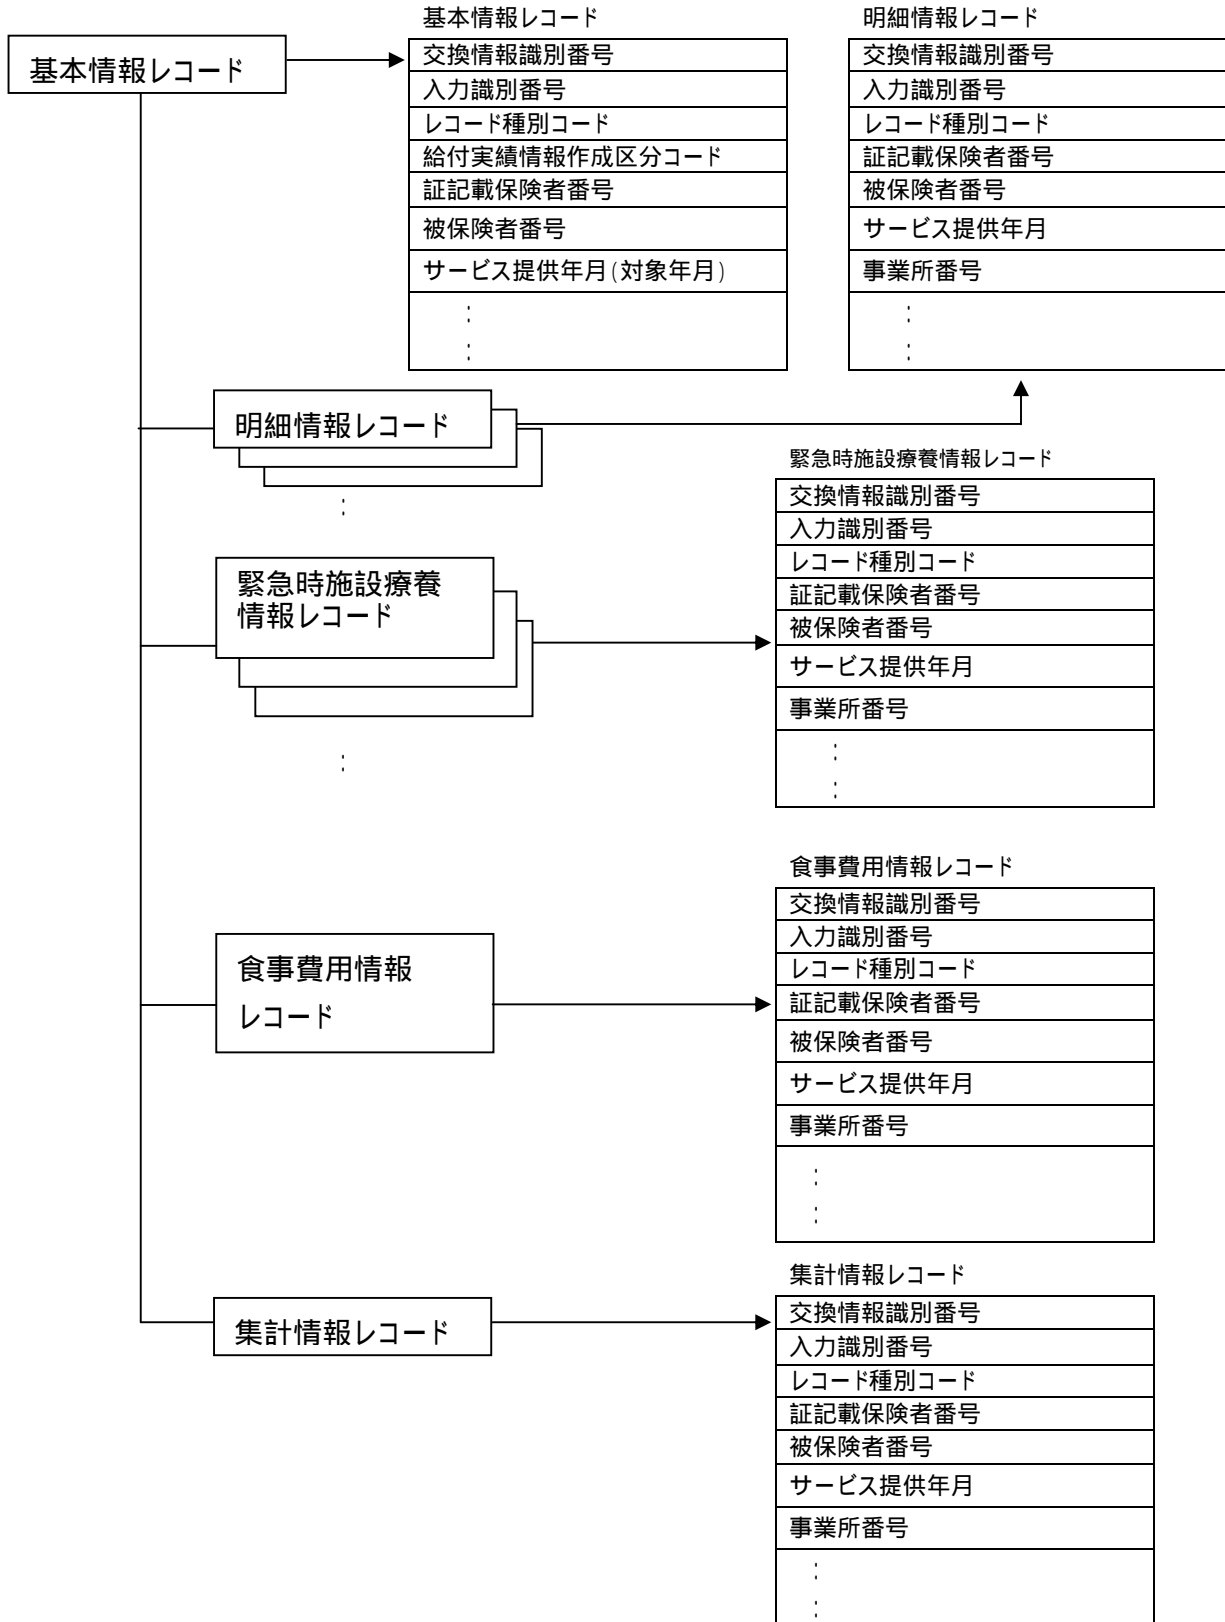 基本情報レコード
基本情報レコード
交換情報識別番号
入力識別番号
レコード種別コード
給付実績情報作成区分コード
証記載保険者番号
被保険者番号
サービス提供年月(対象年月)
:
:
明細情報レコード
交換情報識別番号
入力識別番号
レコード種別コード
証記載保険者番号
被保険者番号
サービス提供年月
事業所番号
:
:
明細情報レコード
:
緊急時施設療養
情報レコード
:
緊急時施設療養情報レコード
交換情報識別番号
入力識別番号
レコード種別コード
証記載保険者番号
被保険者番号
サービス提供年月
事業所番号
:
:
食事費用情報
レコード
食事費用情報レコード
交換情報識別番号
入力識別番号
レコード種別コード
証記載保険者番号
被保険者番号
サービス提供年月
事業所番号
:
:
集計情報レコード
集計情報レコード
交換情報識別番号
入力識別番号
レコード種別コード
証記載保険者番号
被保険者番号
サービス提供年月
事業所番号
:
: